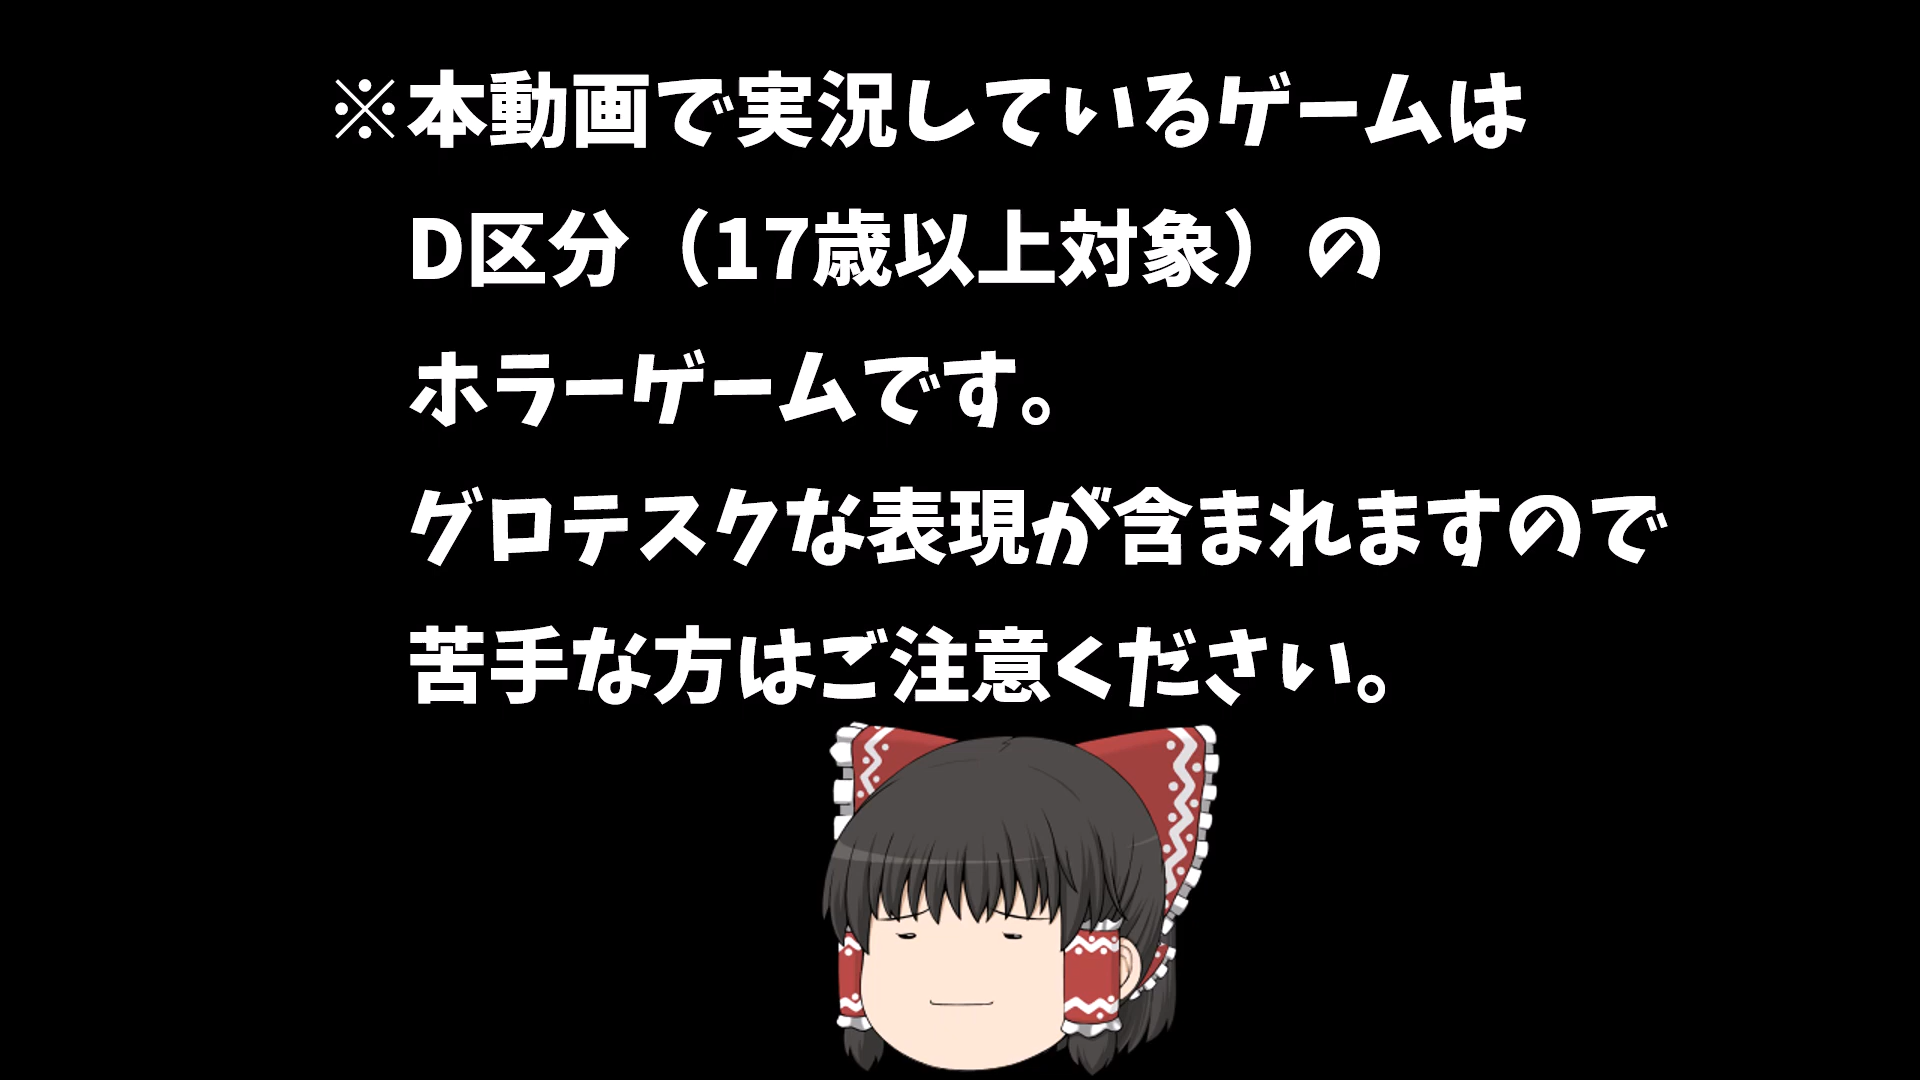 ※本動画で実況しているゲームは
D区分（17歳以上対象）の
ホラーゲームです。
グロテスクな表現が含まれますので
苦手な方はご注意ください。